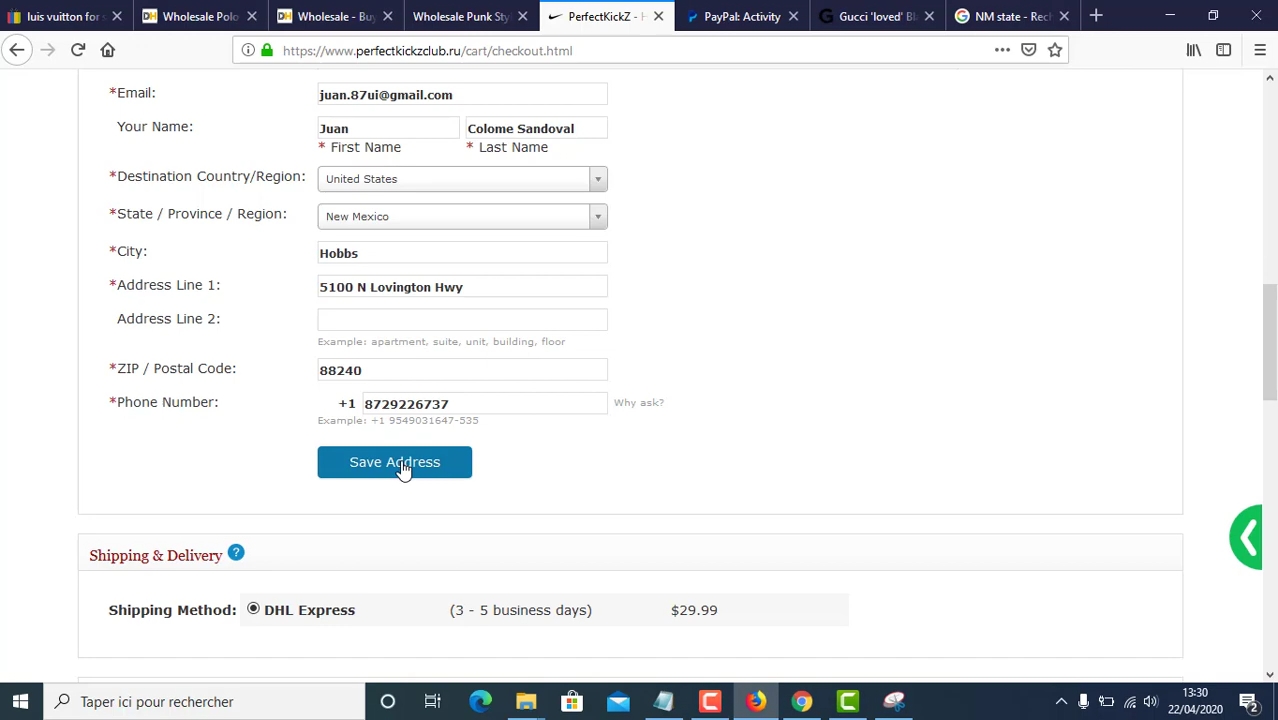 luis vuitton for s
Wholesale Polo
Wholesale - Buy
Wholesale Punk Sty
PerfectKickZ - H
PayPal: Activity
Gucci 'loved' Bl
NM state - Rech
https://www.perfectkickzclub.ru/cart/checkout.html
*Email:
juan.87ui@gmail.com
Your Name:
Juan
Colome Sandoval
* First Name
* Last Name
*Destination Country/Region:
United States
*State / Province / Region:
New Mexico
*City:
Hobbs
*Address Line 1:
5100 N Lovington Hwy
Address Line 2:
Example: apartment, suite, unit, building, floor
*ZIP / Postal Code:
88240
*Phone Number:
+1 8729226737
Why ask?
Example: +1 9549031647-535
Save Address
Shipping & Delivery ?
Shipping Method:
DHL Express
(3 - 5 business days)
$29.99
Taper ici pour rechercher
13:30
22/04/2020
2